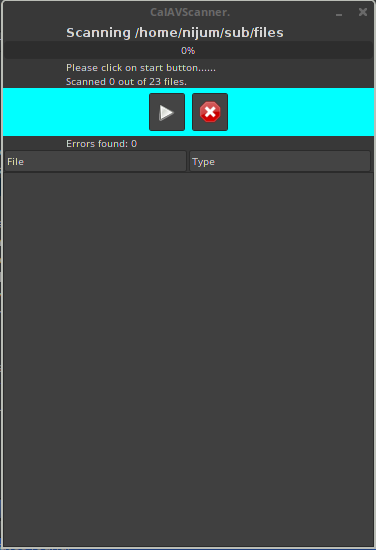 CalAVScanner.
Scanning /home/nijum/sub/files
0%
Please click on start button......
Scanned 0 out of 23 files.
Errors found: 0
File Type